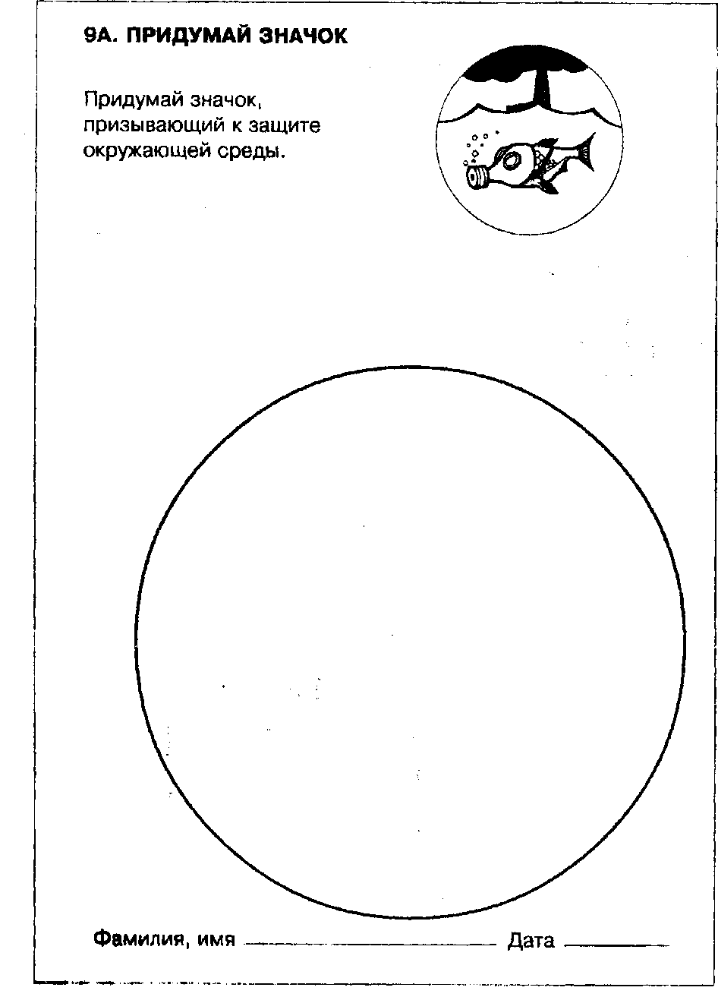 9А. ПРИДУМАЙ ЗНАЧОК
Придумай значок,
призывающий к защите
окружающей среды.
Фамилия, имя
Дата